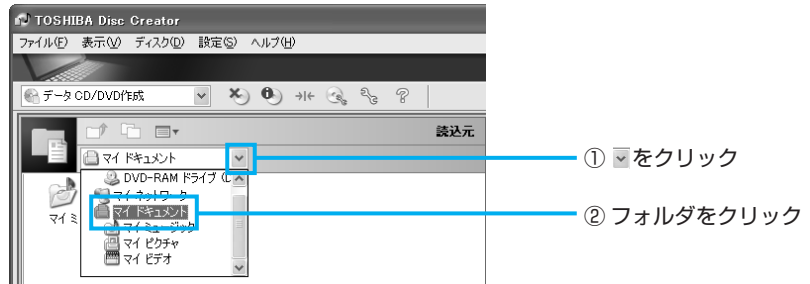 TOSHIBA Disc Creator
ファイル(F) 表示(V) ディスク(D) 設定(S) ヘルプ(H)
データCD/DVD作成
読込元
マイ ドキュメント
① をクリック
DVD-RAM ドライブ (
マイ ネットワーク
マイ ドキュメント
② フォルダをクリック
マイ ミ
マイ ミュージック
マイ ピクチャ
マイ ビデオ